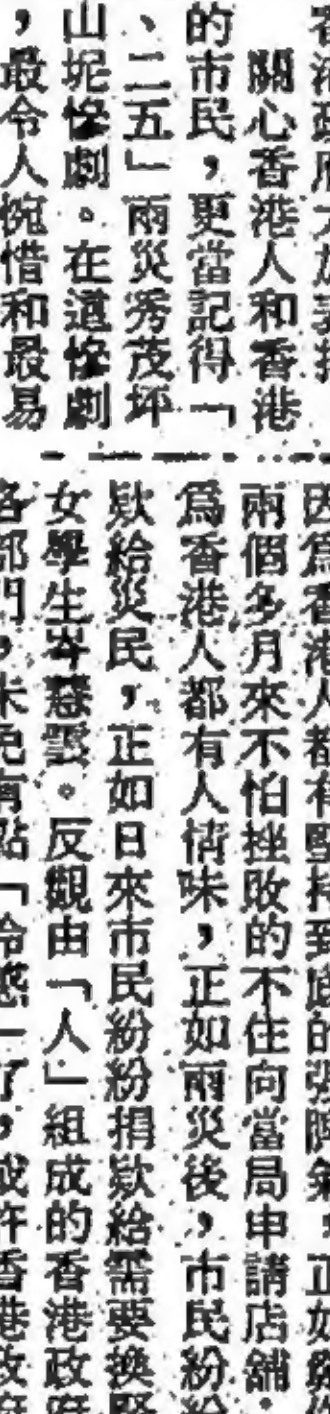 關心香港人和香港
的市民，更當記得「
、二五」雨災秀茂坪
山坭慘劇。在這慘劇
，最令人惋惜和最易
因爲香港人都有堅持到底的強
兩個多月來不怕挫敗的不住向當局申請店舖，
爲香港人都有人情味，正如雨災後，市民紛紛
欵給災民，正如日來市民紛紛捐欵給需要換腎
女學生岑慧雲。反觀由「人」組成的香港政府
各部門，未免有點「冷感」了，或許香港政府